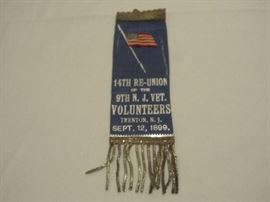 14TH RE-UNION
OF THE
9TH N. J. VET.
VOLUNTEERS
TRENTON, N. J.
SEPT. 12, 1899.